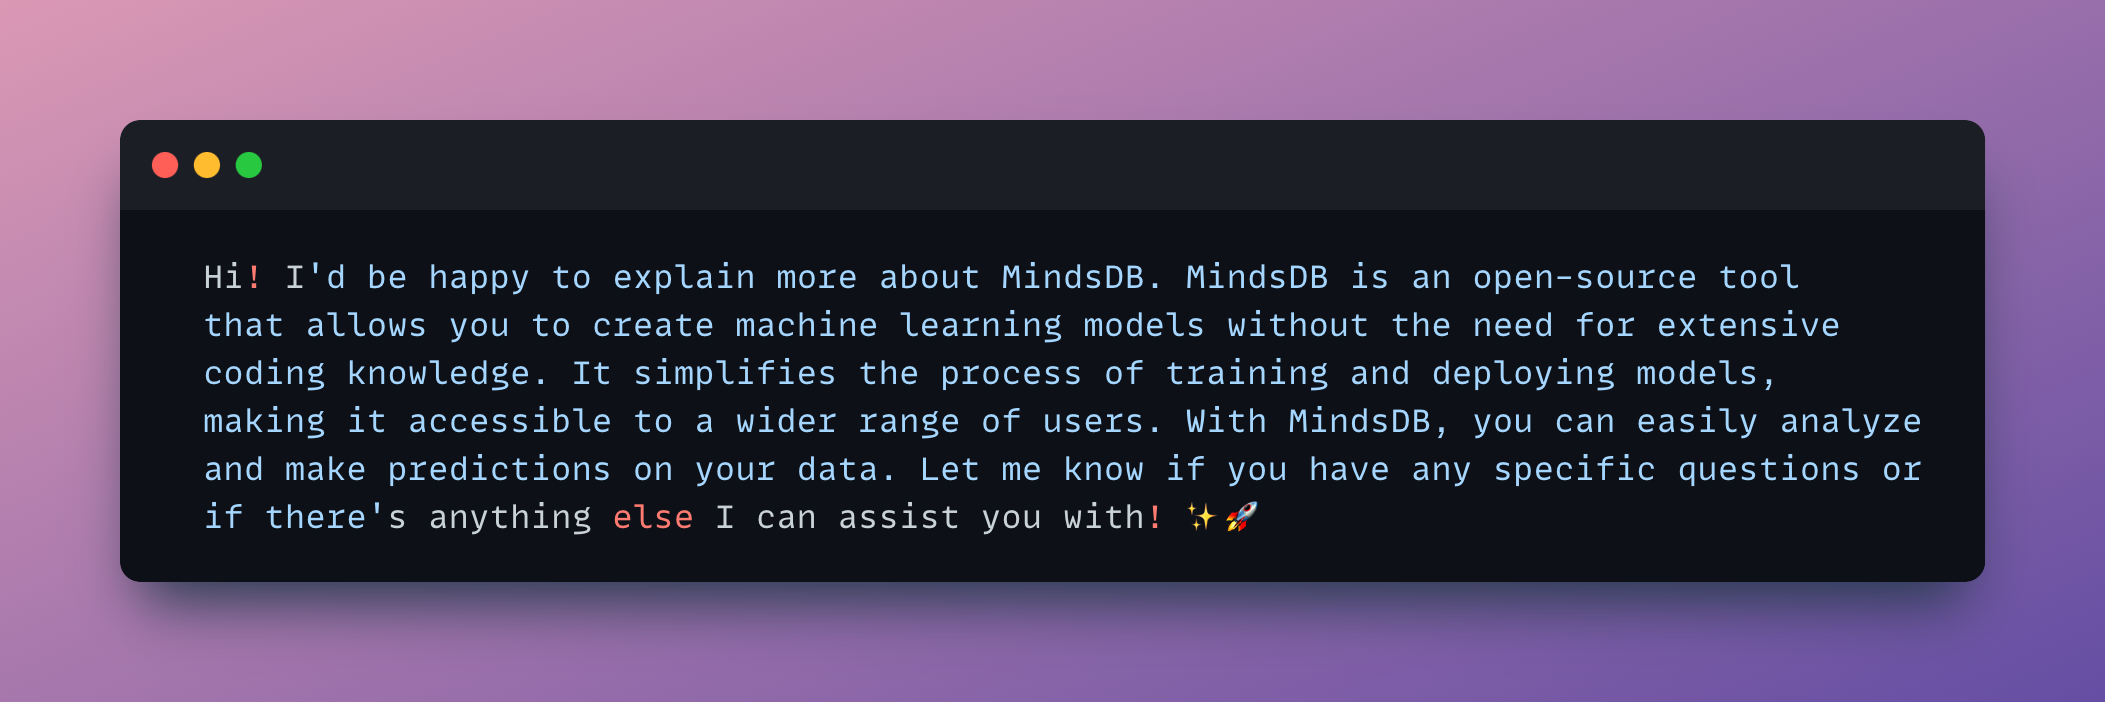 Hi! I'd be happy to explain more about MindsDB. MindsDB is an open-source tool
that allows you to create machine learning models without the need for extensive
coding knowledge. It simplifies the process of training and deploying models,
making it accessible to a wider range of users. With MindsDB, you can easily analyze
and make predictions on your data. Let me know if you have any specific questions or
if there's anything else I can assist you with! ✨🚀